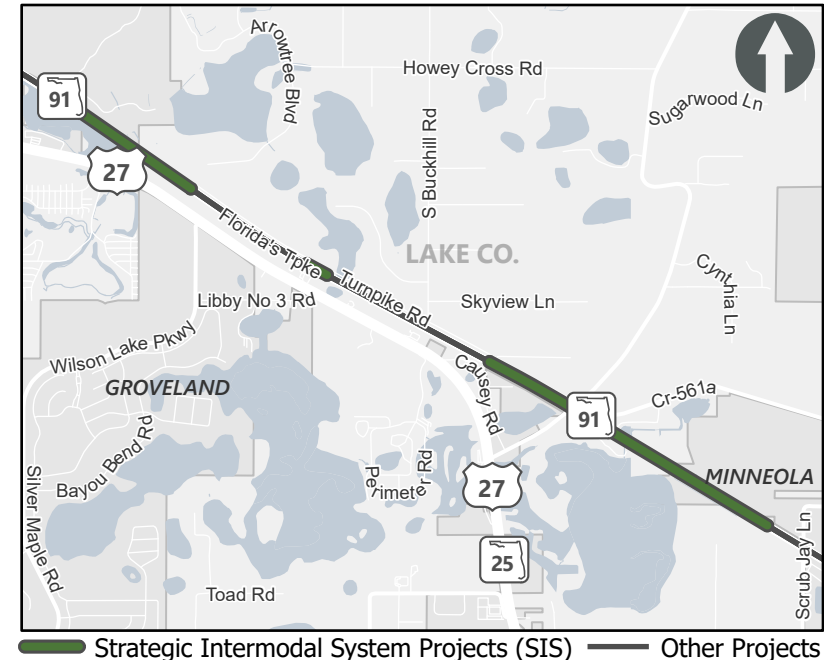 Arrowtree Blvd
Howey Cross Rd
Sugarwood Ln
91
S Buckhill Rd
27
Florida's Tpke
LAKE CO.
Turnpike Rd
Cynthia Ln
Libby No 3 Rd
Skyview Ln
Wilson Lake Pkwy
GROVELAND
Causey Rd
Cr-561a
91
Bayou Bend Rd
Perimeter Rd
MINNEOLA
27
Silver Maple Rd
25
Toad Rd
Scrub Jay Ln
Strategic Intermodal System Projects (SIS)
Other Projects